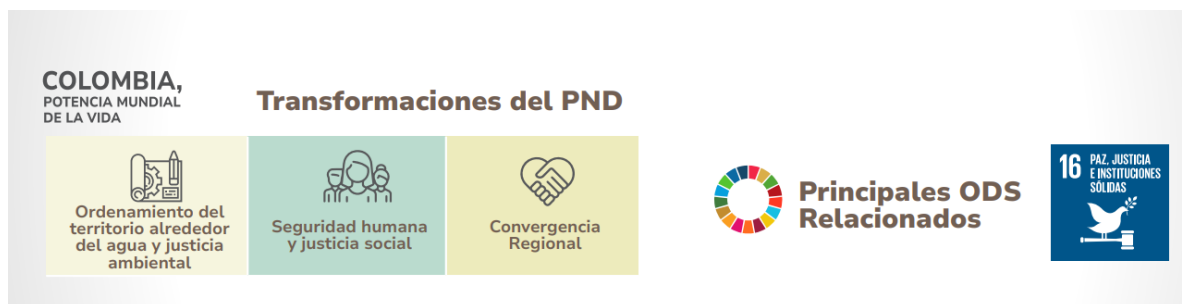 COLOMBIA,
POTENCIA MUNDIAL
DE LA VIDA
Transformaciones del PND
Ordenamiento del
territorio alrededor
del agua y justicia
ambiental
Seguridad humana
y justicia social
Convergencia
Regional
Principales ODS
Relacionados
16 PAZ, JUSTICIA
E INSTITUCIONES
SÓLIDAS